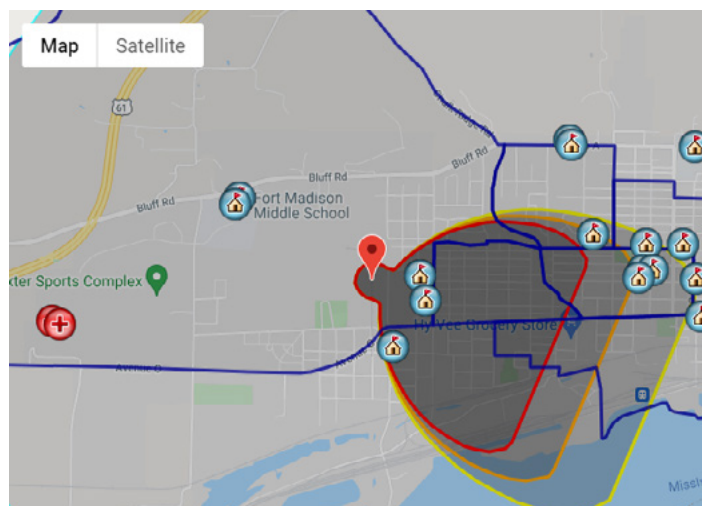 Map
Satellite
61
Bluff Rd
Bluff Rd
Bluff Rd
Fort Madison
Middle School
xter Sports Complex
Hy-Vee Grocery Store
Avenue O
Mississ
A